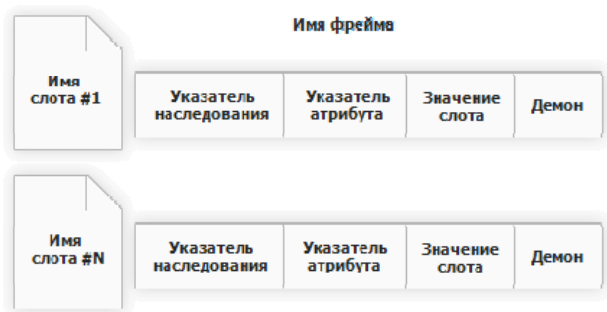 Имя фрейма
Имя
слота #1
Указатель
наследования
Указатель
атрибута
Значение
слота
Демон
Имя
слота #N
Указатель
наследования
Указатель
атрибута
Значение
слота
Демон